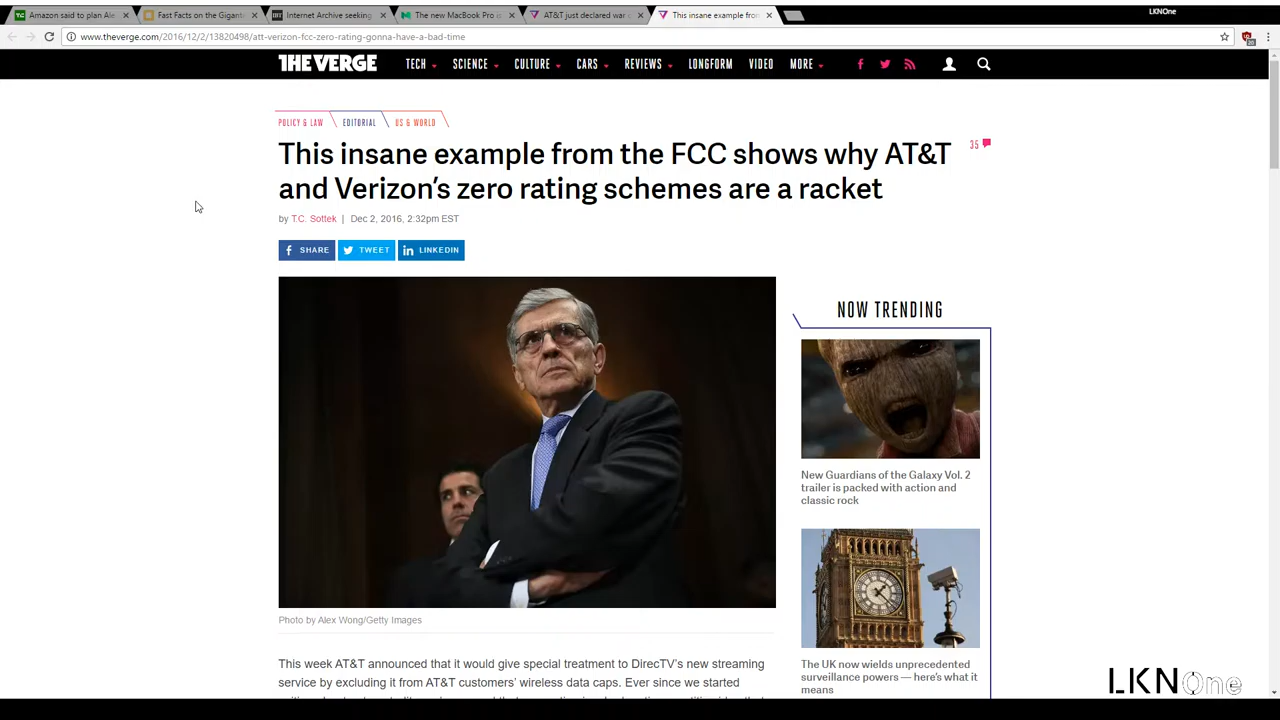 LKNOne
Amazon said to plan Ale
Fast Facts on the Gigant
Internet Archive seeking
The new MacBook Pro is
AT&T just declared war
This insane example from
www.theverge.com/2016/12/2/13820498/att-verizon-fcc-zero-rating-gonna-have-a-bad-time
THE VERGE TECH SCIENCE CULTURE CARS REVIEWS LONGFORM VIDEO MORE
POLICY & LAW EDITORIAL US & WORLD
This insane example from the FCC shows why AT&T
and Verizon's zero rating schemes are a racket
35
by T.C. Sottek | Dec 2, 2016, 2:32pm EST
SHARE TWEET LINKEDIN
NOW TRENDING
New Guardians of the Galaxy Vol. 2
trailer is packed with action and
classic rock
Photo by Alex Wong/Getty Images
This week AT&T announced that it would give special treatment to DirecTV's new streaming
service by excluding it from AT&T customers' wireless data caps. Ever since we started
The UK now wields unprecedented
surveillance powers — here's what it
means
LKNOne